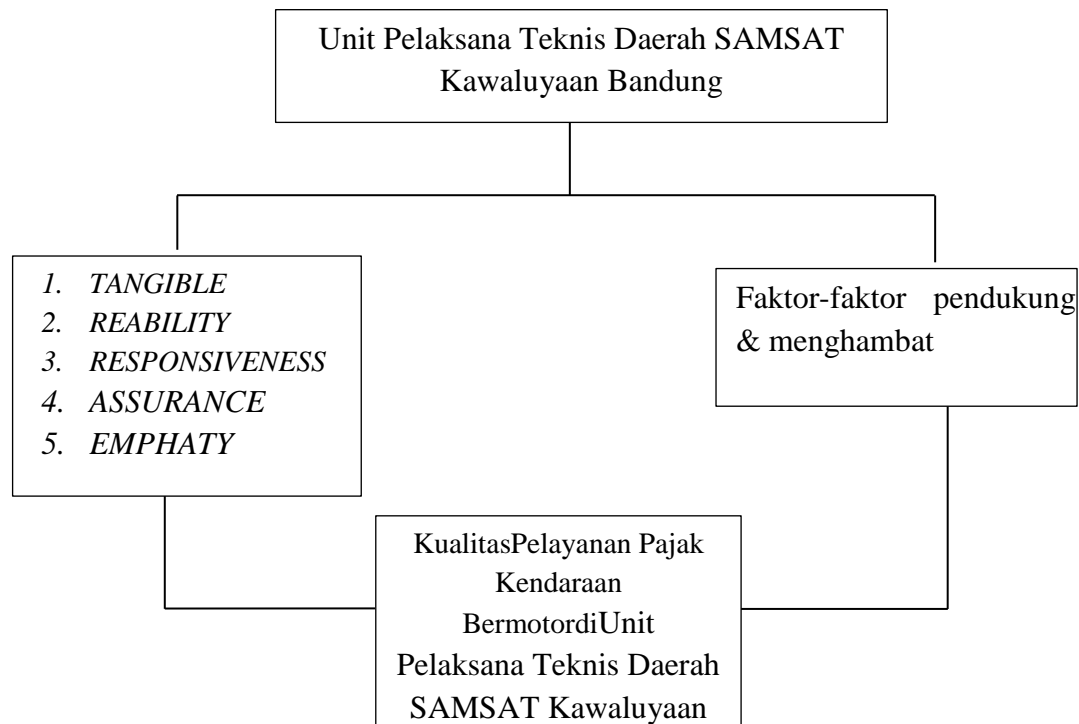 Unit Pelaksana Teknis Daerah SAMSAT
Kawaluyaan Bandung
1. TANGIBLE
2. REABILITY
3. RESPONSIVENESS
4. ASSURANCE
5. EMPHATY
Faktor-faktor pendukung
& menghambat
KualitasPelayanan Pajak
Kendaraan
BermotordiUnit
Pelaksana Teknis Daerah
SAMSAT Kawaluyaan